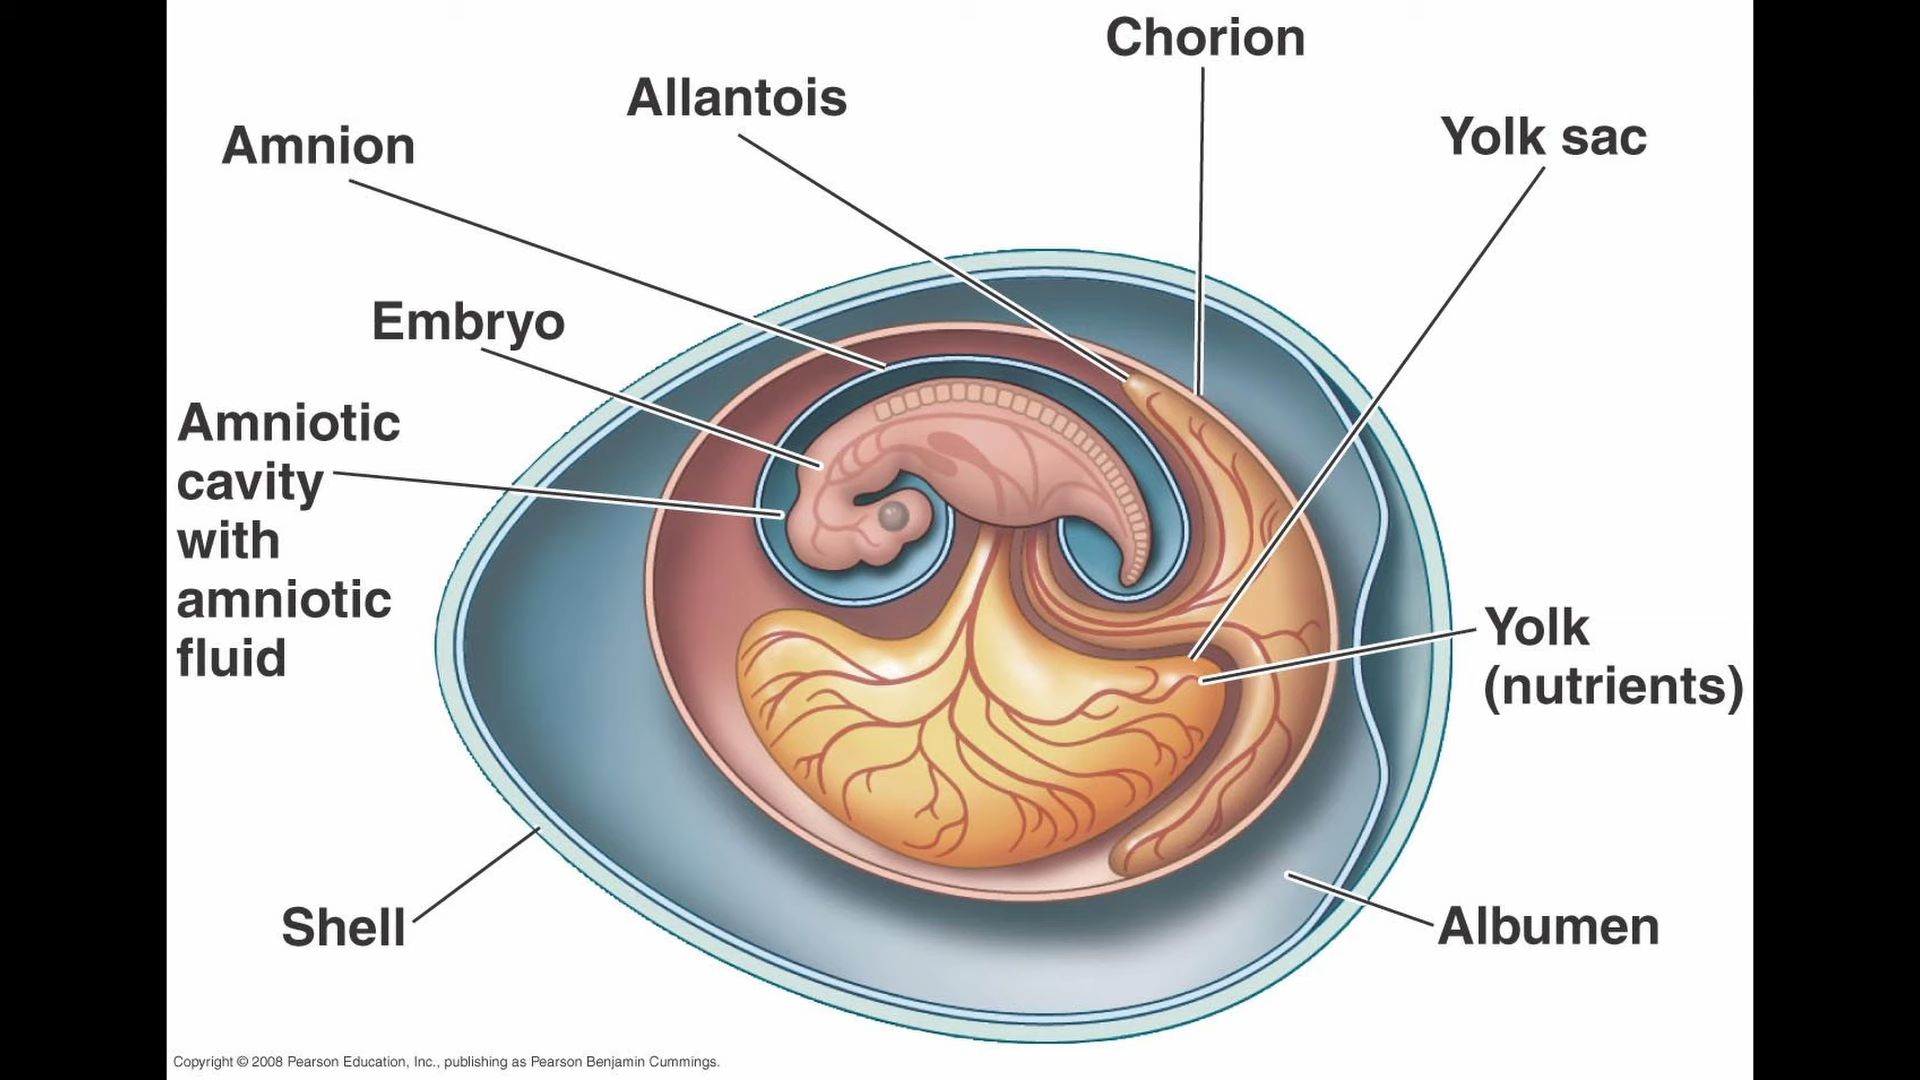 Chorion
Allantois
Yolk sac
Amnion
Embryo
Amniotic
cavity
with
amniotic
fluid
Yolk
(nutrients)
Shell
Albumen
Copyright © 2008 Pearson Education, Inc., publishing as Pearson Benjamin Cummings.